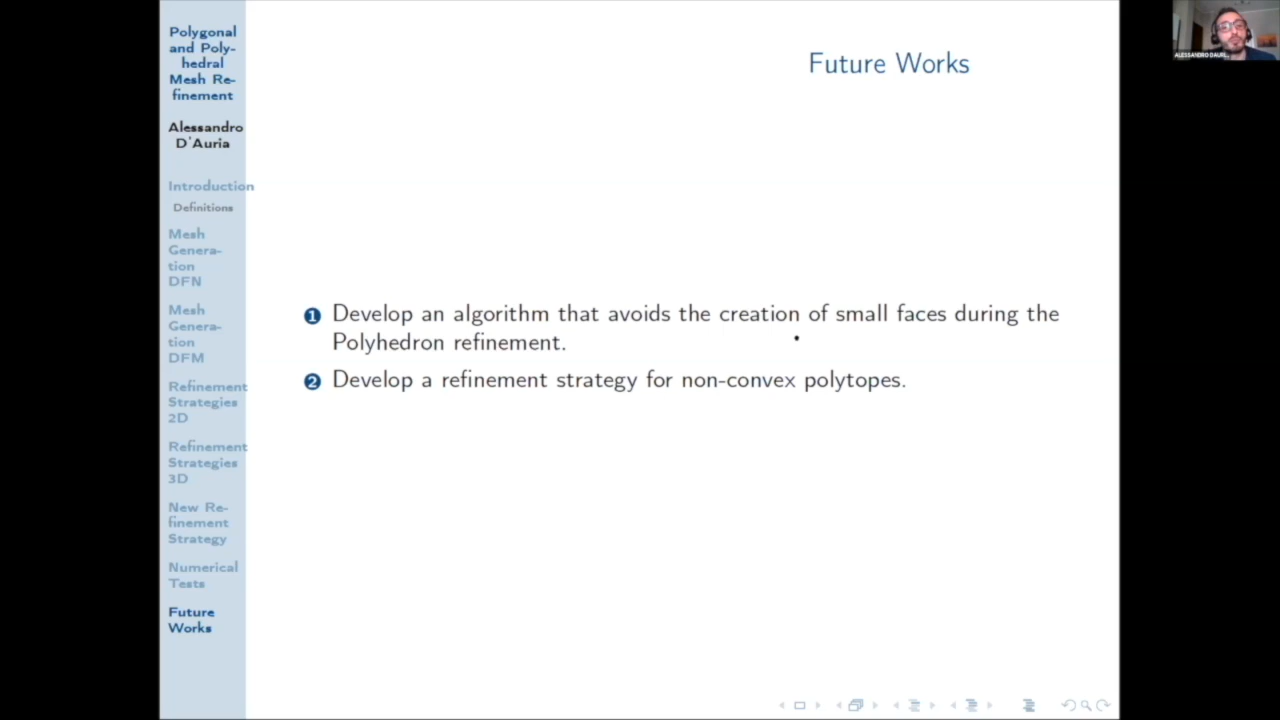 Polygonal
and Poly-
hedral
Mesh Re-
finement
Alessandro
D'Auria
Introduction
Definitions
Mesh
Genera-
tion
DFN
Mesh
Genera-
tion
DFM
Refinement
Strategies
2D
Refinement
Strategies
3D
New Re-
finement
Strategy
Numerical
Tests
Future
Works
Future Works
1 Develop an algorithm that avoids the creation of small faces during the
Polyhedron refinement.
2 Develop a refinement strategy for non-convex polytopes.
ALESSANDRO